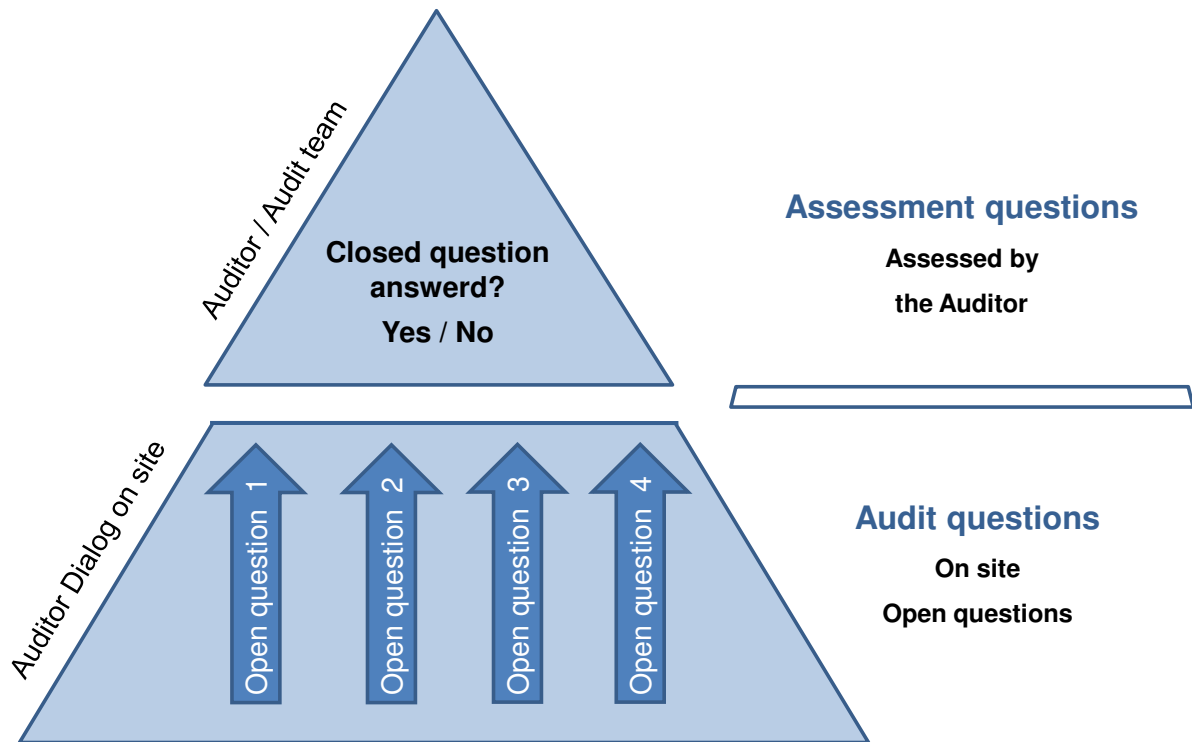 Auditor / Audit team
Closed question
answerd?
Yes / No
Assessment questions
Assessed by
the Auditor
Auditor Dialog on site
Open question 1
Open question 2
Open question 3
Open question 4
Audit questions
On site
Open questions